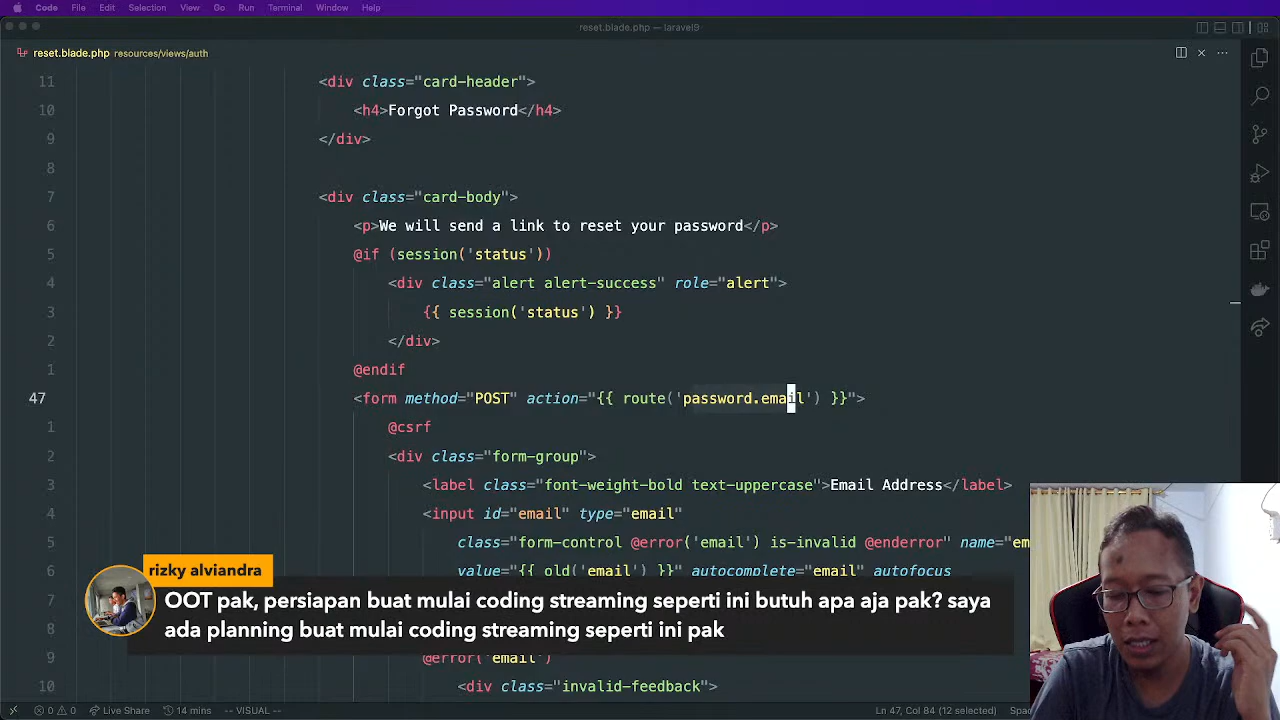 Code File Edit Selection View Go Run Terminal Window Help
reset.blade.php — laravel9
reset.blade.php resources/views/auth
11 <div class="card-header">
10 <h4>Forgot Password</h4>
9 </div>
8
7 <div class="card-body">
6 <p>We will send a link to reset your password</p>
5 @if (session('status'))
4 <div class="alert alert-success" role="alert">
3 {{ session('status') }}
2 </div>
1 @endif
47 <form method="POST" action="{{ route('password.email') }}">
1 @csrf
2 <div class="form-group">
3 <label class="font-weight-bold text-uppercase">Email Address</label>
4 <input id="email" type="email"
5 class="form-control @error('email') is-invalid @enderror" name="em
6 value="{{ old('email') }}" autocomplete="email" autofocus
rizky alviandra
7
OOT pak, persiapan buat mulai coding streaming seperti ini butuh apa aja pak? saya
8
ada planning buat mulai coding streaming seperti ini pak
9 @error('email')
10 <div class="invalid-feedback">
0 0 Live Share 14 mins -- VISUAL -- Ln 47, Col 84 (12 selected) Spac